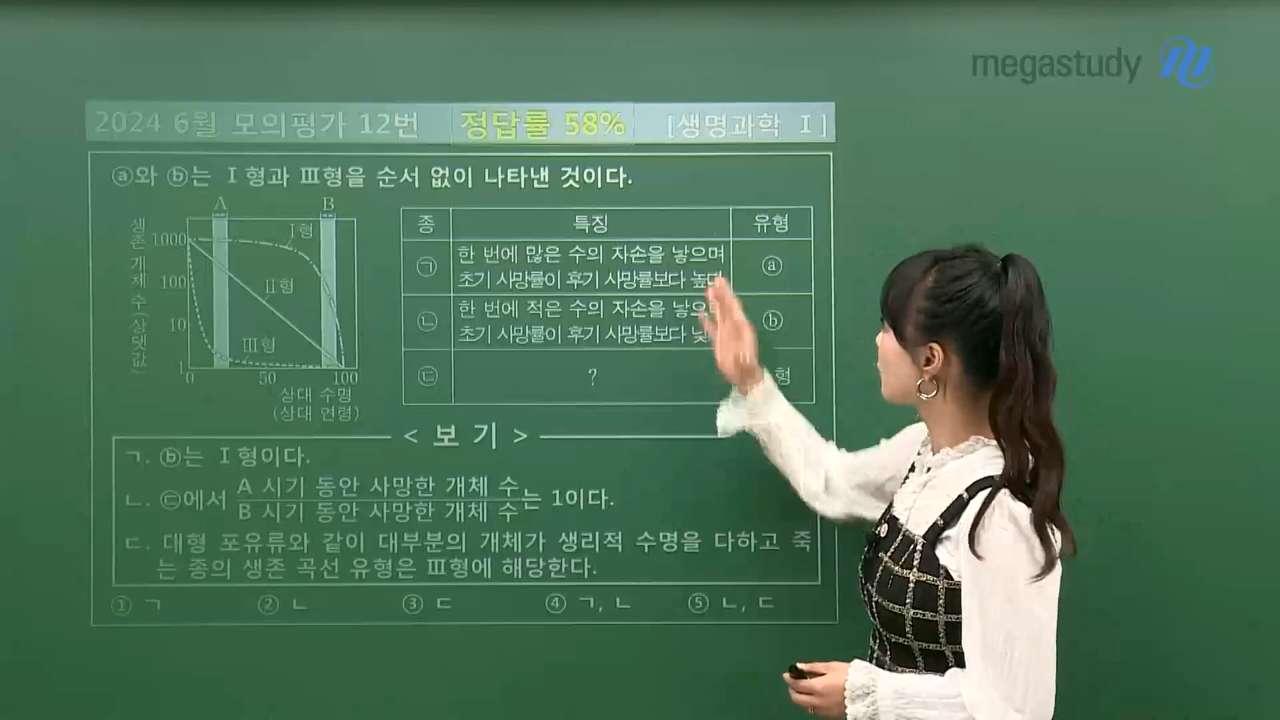 megastudy
2024 6월 모의평가 12번 정답률 58% [생명과학 Ⅰ]
ⓐ와 ⓑ는 Ⅰ형과 Ⅲ형을 순서 없이 나타낸 것이다.
A B
생존 개체 수(상댓값)
1000
100
10
1
Ⅰ형
Ⅱ형
Ⅲ형
0 50 100
상대 수명
(상대 연령)
종 특징 유형
㉠ 한 번에 많은 수의 자손을 낳으며 ⓐ
초기 사망률이 후기 사망률보다
㉡ 한 번에 적은 수의 자손을 ⓑ
초기 사망률이 후기 사망률보다
㉢ ? 형
< 보 기 >
ㄱ. ⓑ는 Ⅰ형이다.
ㄴ. ㉢에서 A 시기 동안 사망한 개체 수
B 시기 동안 사망한 개체 수 는 1이다.
ㄷ. 대형 포유류와 같이 대부분의 개체가 생리적 수명을 다하고 죽
는 종의 생존 곡선 유형은 Ⅲ형에 해당한다.
① ㄱ ② ㄴ ③ ㄷ ④ ㄱ, ㄴ ⑤ ㄴ, ㄷ